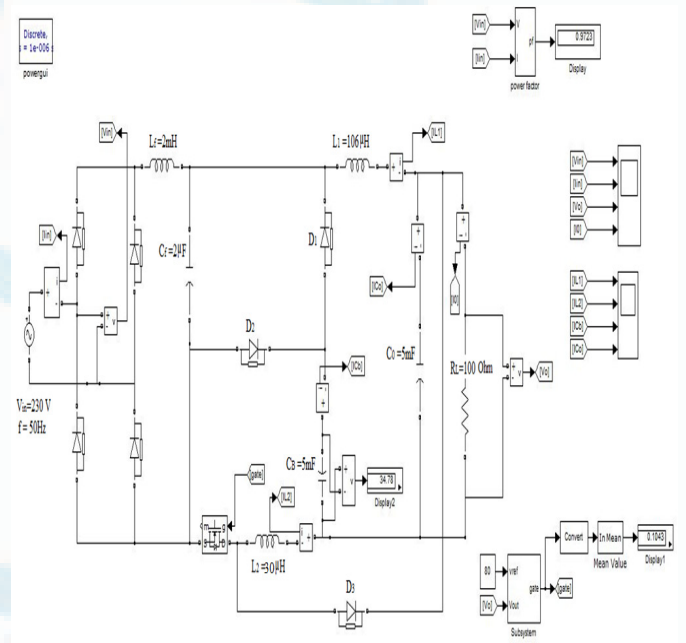 Discrete,
s = 1e-006 s
powergui
[Vin]
[Iin]
V
I
pf
power factor
0.9723
Display
[Vin]
Lf=2mH
L1=106μH
[IL1]
[Iin]
Cf=2μF
D1
[ICo]
[I0]
[Vin]
[Iin]
[Vo]
[I0]
[IL1]
[IL2]
[ICb]
[ICo]
D2
[ICb]
C0=5mF
RL=100 Ohm
[Vo]
Vin=230 V
f = 50Hz
CB=5mF
34.78
Display2
[gate]
[IL2]
L2=30μH
D3
80
[Vo]
vref
Vout
gate
Subsystem
[gate]
Convert
In Mean
Mean Value
0.1043
Display1